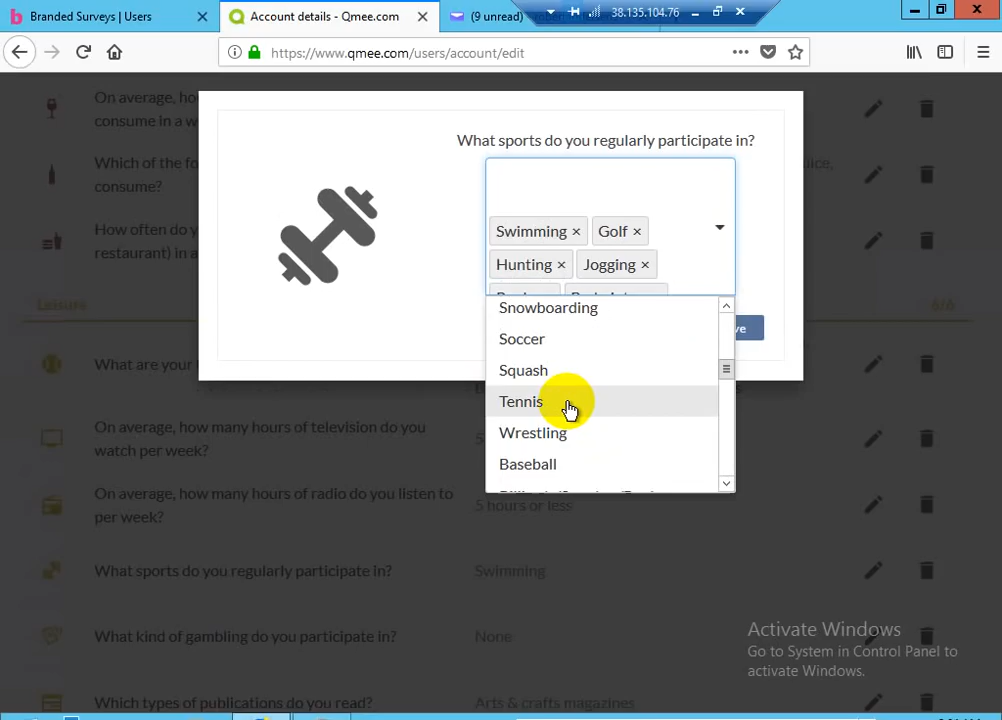 Branded Surveys | Users
Account details - Qmee.com
(9 unread)
38.135.104.76
https://www.qmee.com/users/account/edit
On average, ho
consume in a w
Which of the fo
consume?
uice,
How often do y
restaurant) in a
Leisure
6/6
What sports do you regularly participate in?
Swimming ×
Golf ×
Hunting ×
Jogging ×
ve
Snowboarding
Soccer
Squash
Tennis
Wrestling
Baseball
What are your
On average, how many hours of television do you
watch per week?
On average, how many hours of radio do you listen to
per week?
5 hours or less
What sports do you regularly participate in?
Swimming
What kind of gambling do you participate in?
None
Which types of publications do you read?
Arts & crafts magazines
Activate Windows
Go to System in Control Panel to
activate Windows.